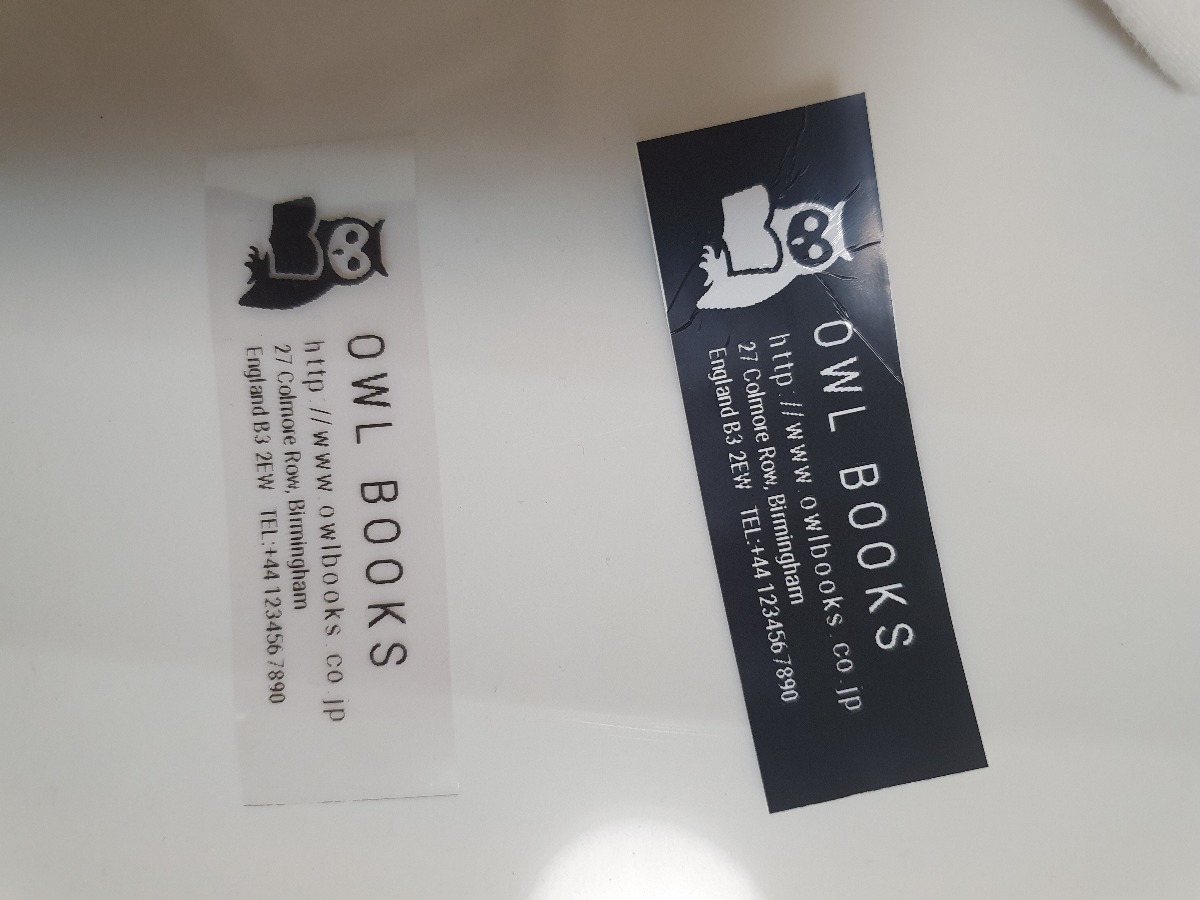 OWL BOOKS
http://www.owlbooks.co.jp
27 Colmore Row, Birmingham
England B3 2EW TEL:+44 1234567890
OWL BOOKS
http://www.owlbooks.co.jp
27 Colmore Row, Birmingham
England B3 2EW TEL:+44 1234567890